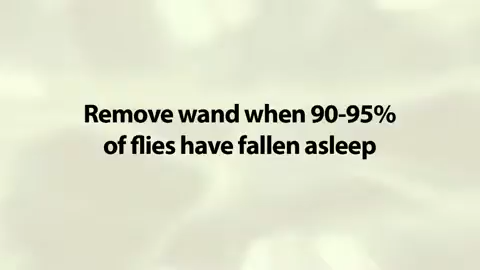 Remove wand when 90-95%
of flies have fallen asleep